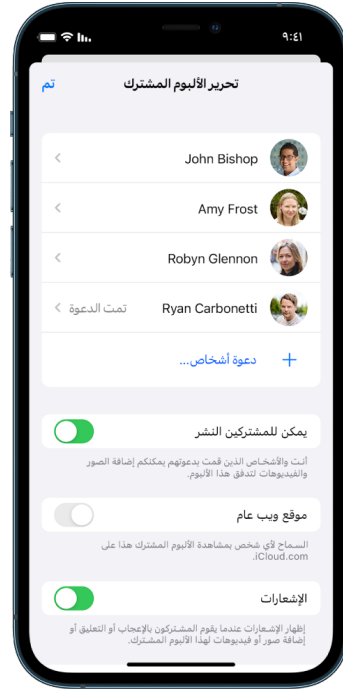 ٩:٤١
تحرير الألبوم المشترك
تم
John Bishop
Amy Frost
Robyn Glennon
Ryan Carbonetti تمت الدعوة
دعوة أشخاص...
يمكن للمشتركين النشر
أنت والأشخاص الذين قمت بدعوتهم يمكنكم إضافة الصور
والفيديوهات لتدفق هذا الألبوم.
موقع ويب عام
السماح لأي شخص بمشاهدة الألبوم المشترك هذا على
iCloud.com.
الإشعارات
إظهار الإشعارات عندما يقوم المشتركون بالإعجاب أو التعليق أو
إضافة صور أو فيديوهات لهذا الألبوم المشترك.